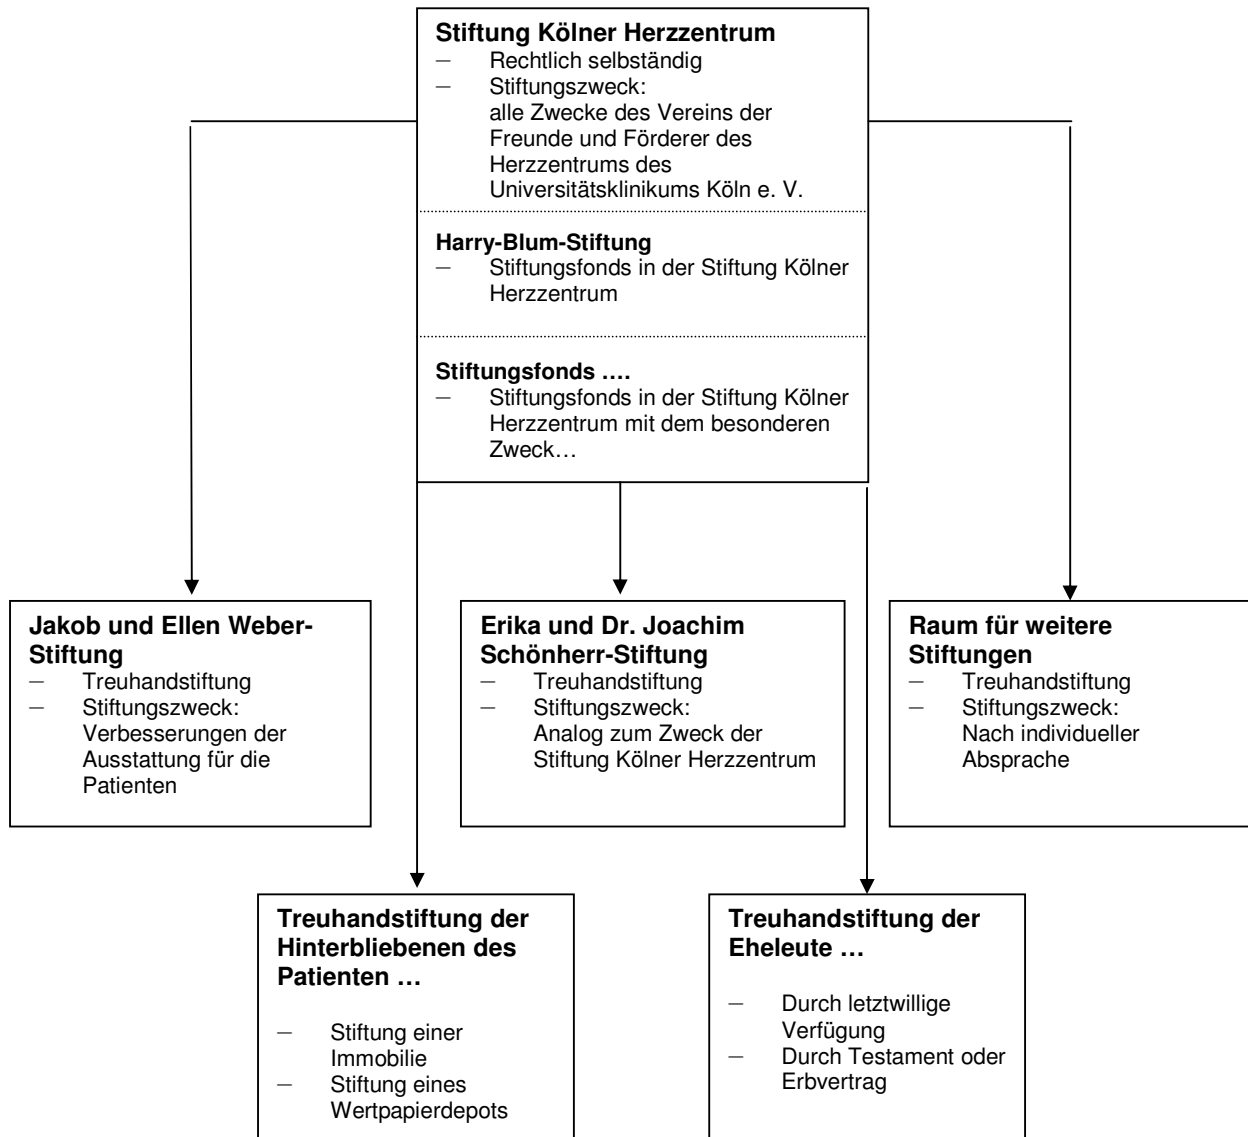 Stiftung Kölner Herzzentrum
– Rechtlich selbständig
– Stiftungszweck:
alle Zwecke des Vereins der
Freunde und Förderer des
Herzzentrums des
Universitätsklinikums Köln e. V.
Harry-Blum-Stiftung
– Stiftungsfonds in der Stiftung Kölner
Herzzentrum
Stiftungsfonds ….
– Stiftungsfonds in der Stiftung Kölner
Herzzentrum mit dem besonderen
Zweck…
Jakob und Ellen Weber-
Stiftung
– Treuhandstiftung
– Stiftungszweck:
Verbesserungen der
Ausstattung für die
Patienten
Erika und Dr. Joachim
Schönherr-Stiftung
– Treuhandstiftung
– Stiftungszweck:
Analog zum Zweck der
Stiftung Kölner Herzzentrum
Raum für weitere
Stiftungen
– Treuhandstiftung
– Stiftungszweck:
Nach individueller
Absprache
Treuhandstiftung der
Hinterbliebenen des
Patienten …
– Stiftung einer
Immobilie
– Stiftung eines
Wertpapierdepots
Treuhandstiftung der
Eheleute …
– Durch letztwillige
Verfügung
– Durch Testament oder
Erbvertrag